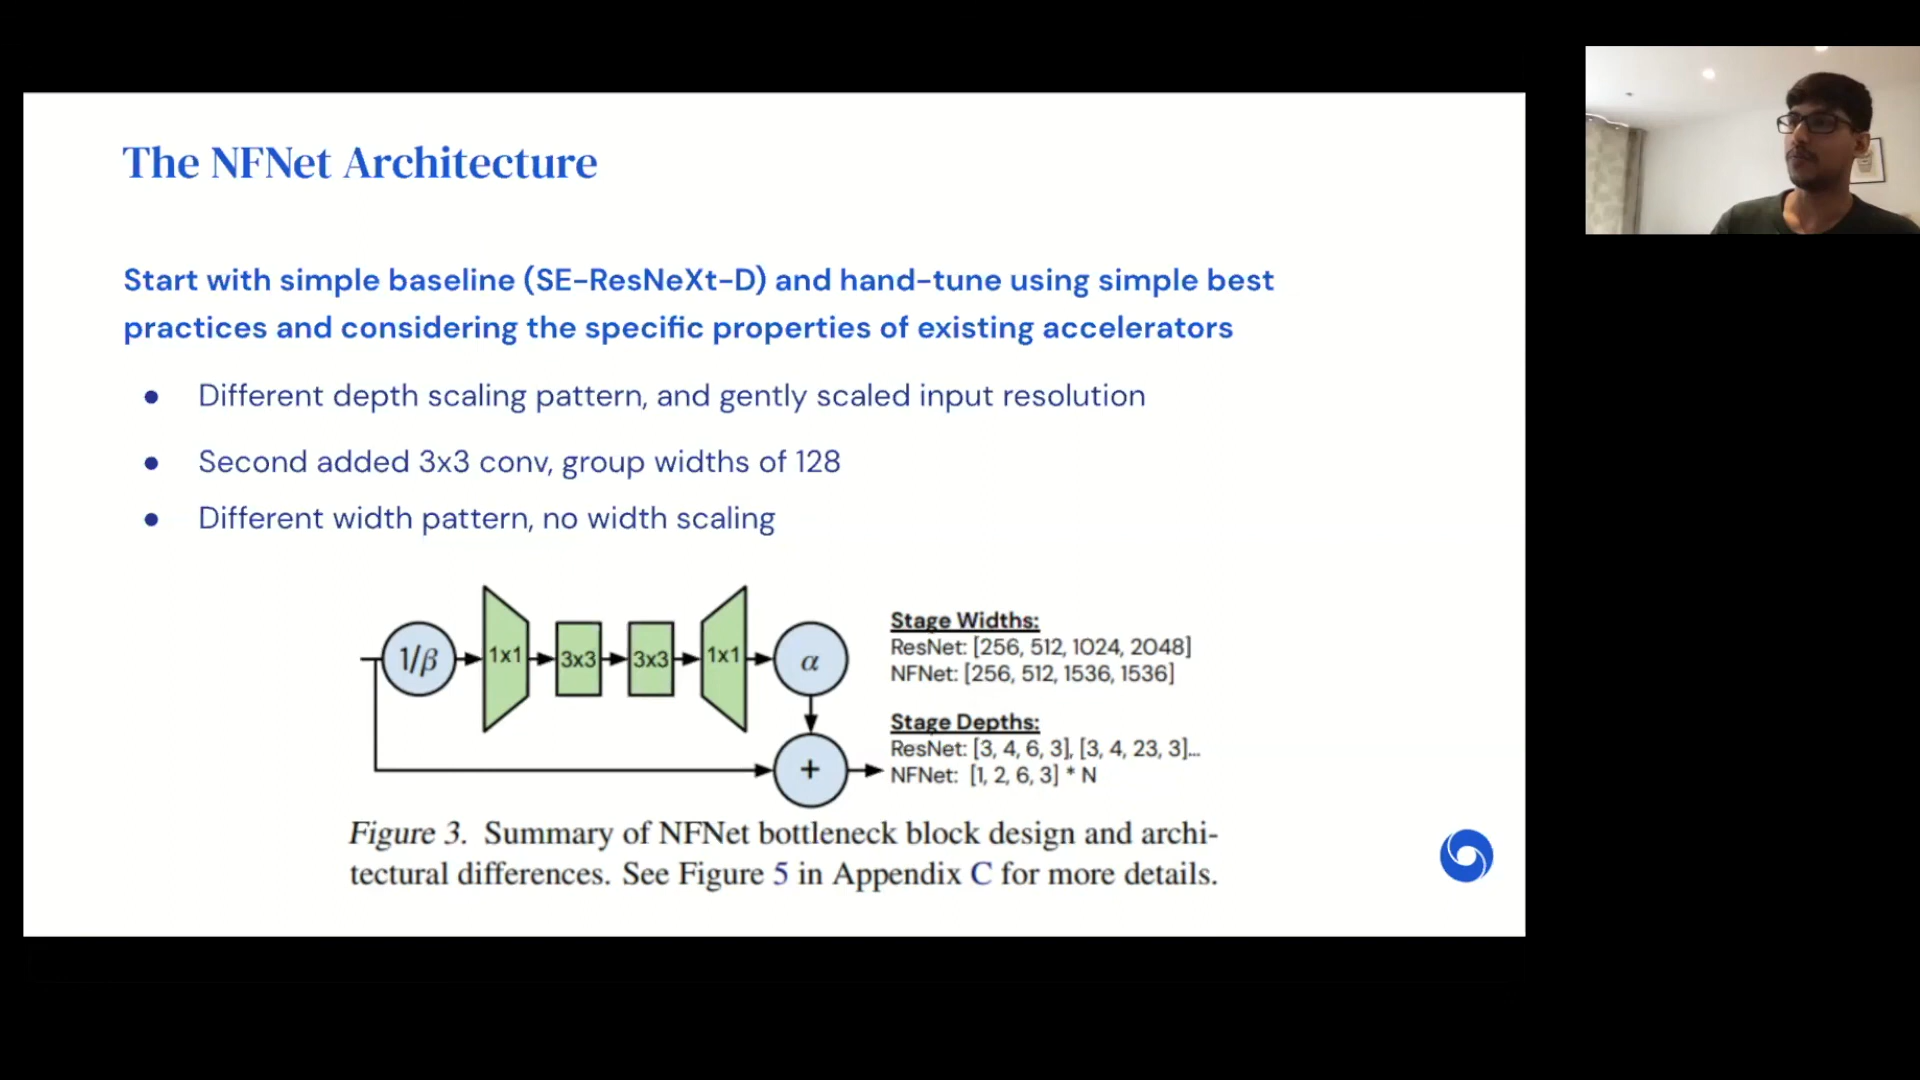 The NFNet Architecture
Start with simple baseline (SE-ResNeXt-D) and hand-tune using simple best
practices and considering the specific properties of existing accelerators
● Different depth scaling pattern, and gently scaled input resolution
● Second added 3x3 conv, group widths of 128
● Different width pattern, no width scaling
1/β 1x1 3x3 3x3 1x1 α
+
Stage Widths:
ResNet: [256, 512, 1024, 2048]
NFNet: [256, 512, 1536, 1536]
Stage Depths:
ResNet: [3, 4, 6, 3], [3, 4, 23, 3]...
NFNet: [1, 2, 6, 3] * N
Figure 3. Summary of NFNet bottleneck block design and archi-
tectural differences. See Figure 5 in Appendix C for more details.